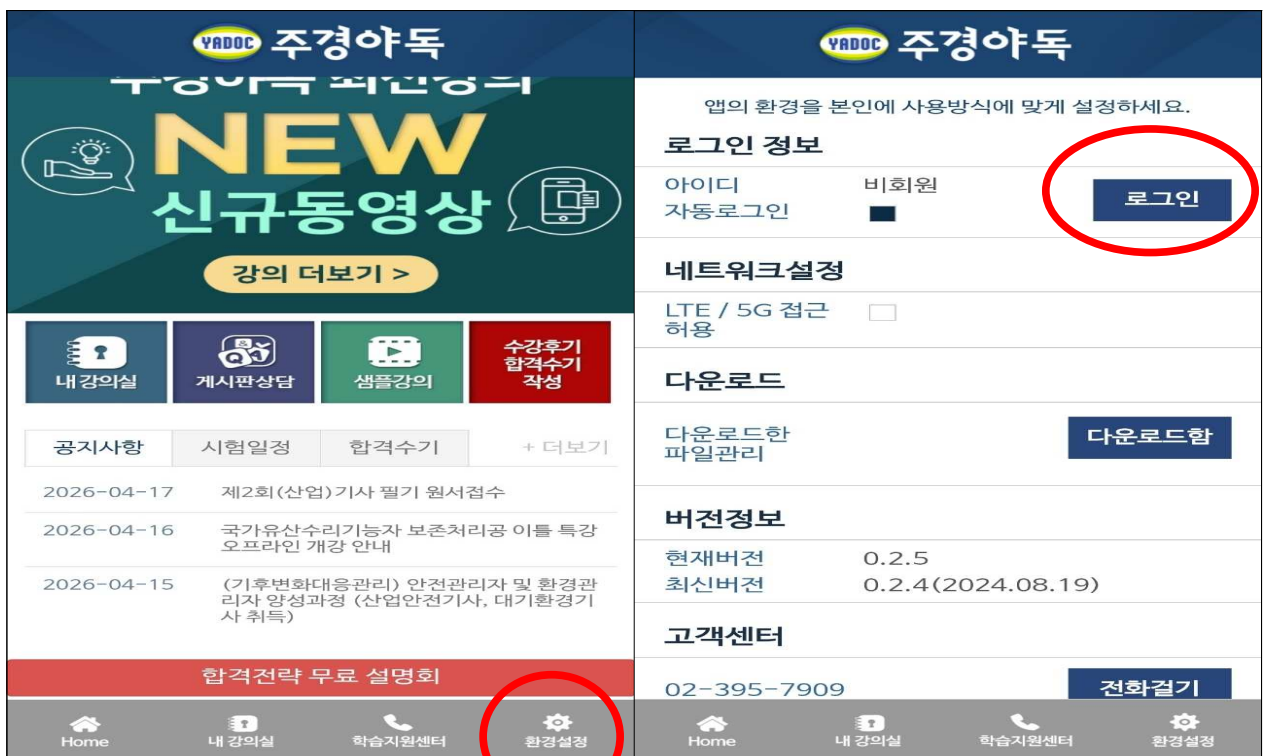 YADOC 주경야독
주경야독 최신강의
NEW
신규동영상
강의 더보기 >
내 강의실
게시판상담
샘플강의
수강후기
합격수기
작성
공지사항 시험일정 합격수기 + 더보기
2026-04-17 제2회(산업)기사 필기 원서접수
2026-04-16 국가유산수리기능자 보존처리공 이틀 특강
오프라인 개강 안내
2026-04-15 (기후변화대응관리) 안전관리자 및 환경관
리자 양성과정 (산업안전기사, 대기환경기
사 취득)
합격전략 무료 설명회
Home 내 강의실 학습지원센터 환경설정
YADOC 주경야독
앱의 환경을 본인에 사용방식에 맞게 설정하세요.
로그인 정보
아이디 비회원
자동로그인
로그인
네트워크설정
LTE / 5G 접근
허용
다운로드
다운로드한
파일관리
다운로드함
버전정보
현재버전 0.2.5
최신버전 0.2.4(2024.08.19)
고객센터
02-395-7909 전화걸기
Home 내 강의실 학습지원센터 환경설정